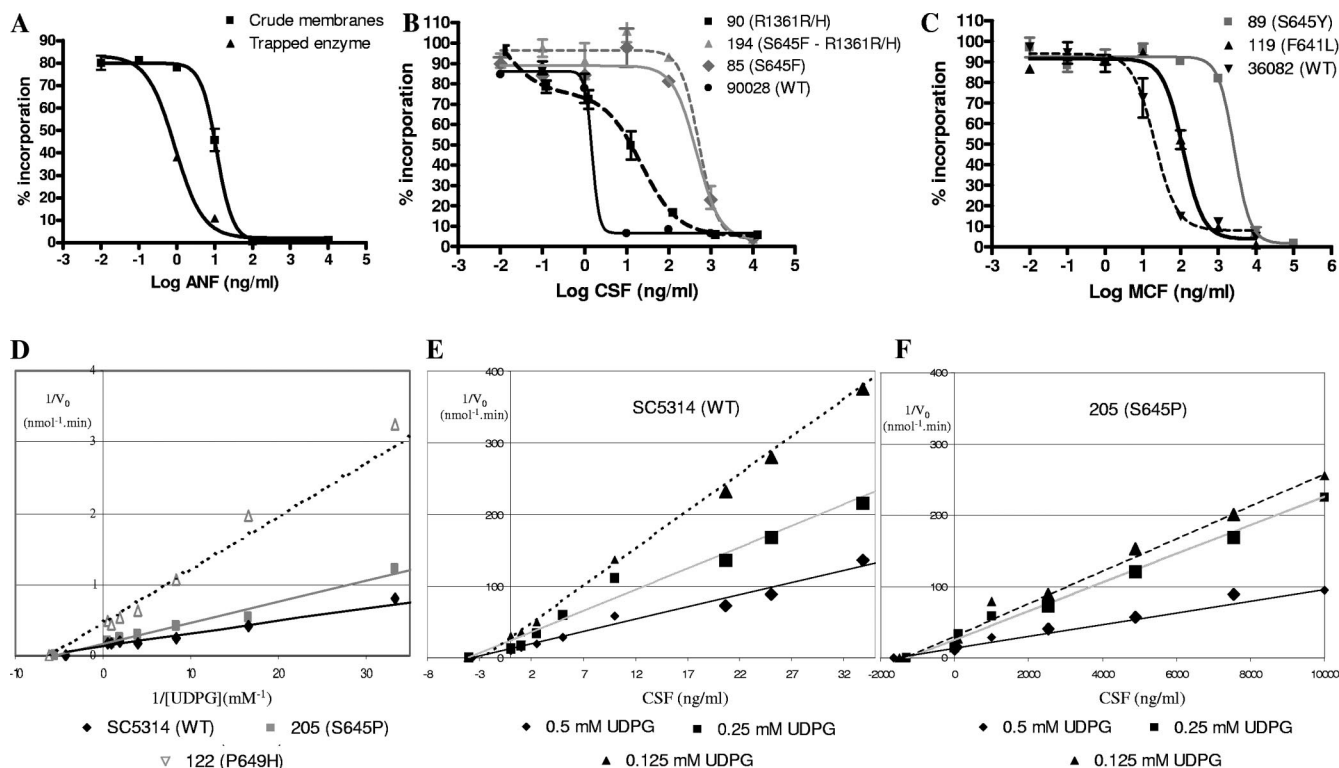 A
■ Crude membranes
▲ Trapped enzyme
% incorporation
90
80
70
60
50
40
30
20
10
0
-3 -2 -1 0 1 2 3 4 5
Log ANF (ng/ml)
B
90 (R1361R/H)
194 (S645F - R1361R/H)
85 (S645F)
90028 (WT)
% incorporation
110
100
90
80
70
60
50
40
30
20
10
0
-2 -1 0 1 2 3 4 5
Log CSF (ng/ml)
C
89 (S645Y)
119 (F641L)
36082 (WT)
% incorporation
110
100
90
80
70
60
50
40
30
20
10
0
-3 -2 -1 0 1 2 3 4 5
Log MCF (ng/ml)
D
1/V0
(nmol-1.min)
4
3
2
1
0
-10 0 10 20 30
1/[UDPG](mM-1)
SC5314 (WT)
205 (S645P)
122 (P649H)
E
1/V0
(nmol-1.min)
SC5314 (WT)
400
300
200
100
0
-8 -2 4 10 16 22 28 34
CSF (ng/ml)
0.5 mM UDPG
0.25 mM UDPG
0.125 mM UDPG
F
1/V0
(nmol-1.min)
205 (S645P)
400
300
200
100
0
-2000 0 2000 4000 6000 8000 10000
CSF (ng/ml)
0.5 mM UDPG
0.25 mM UDPG
0.125 mM UDPG